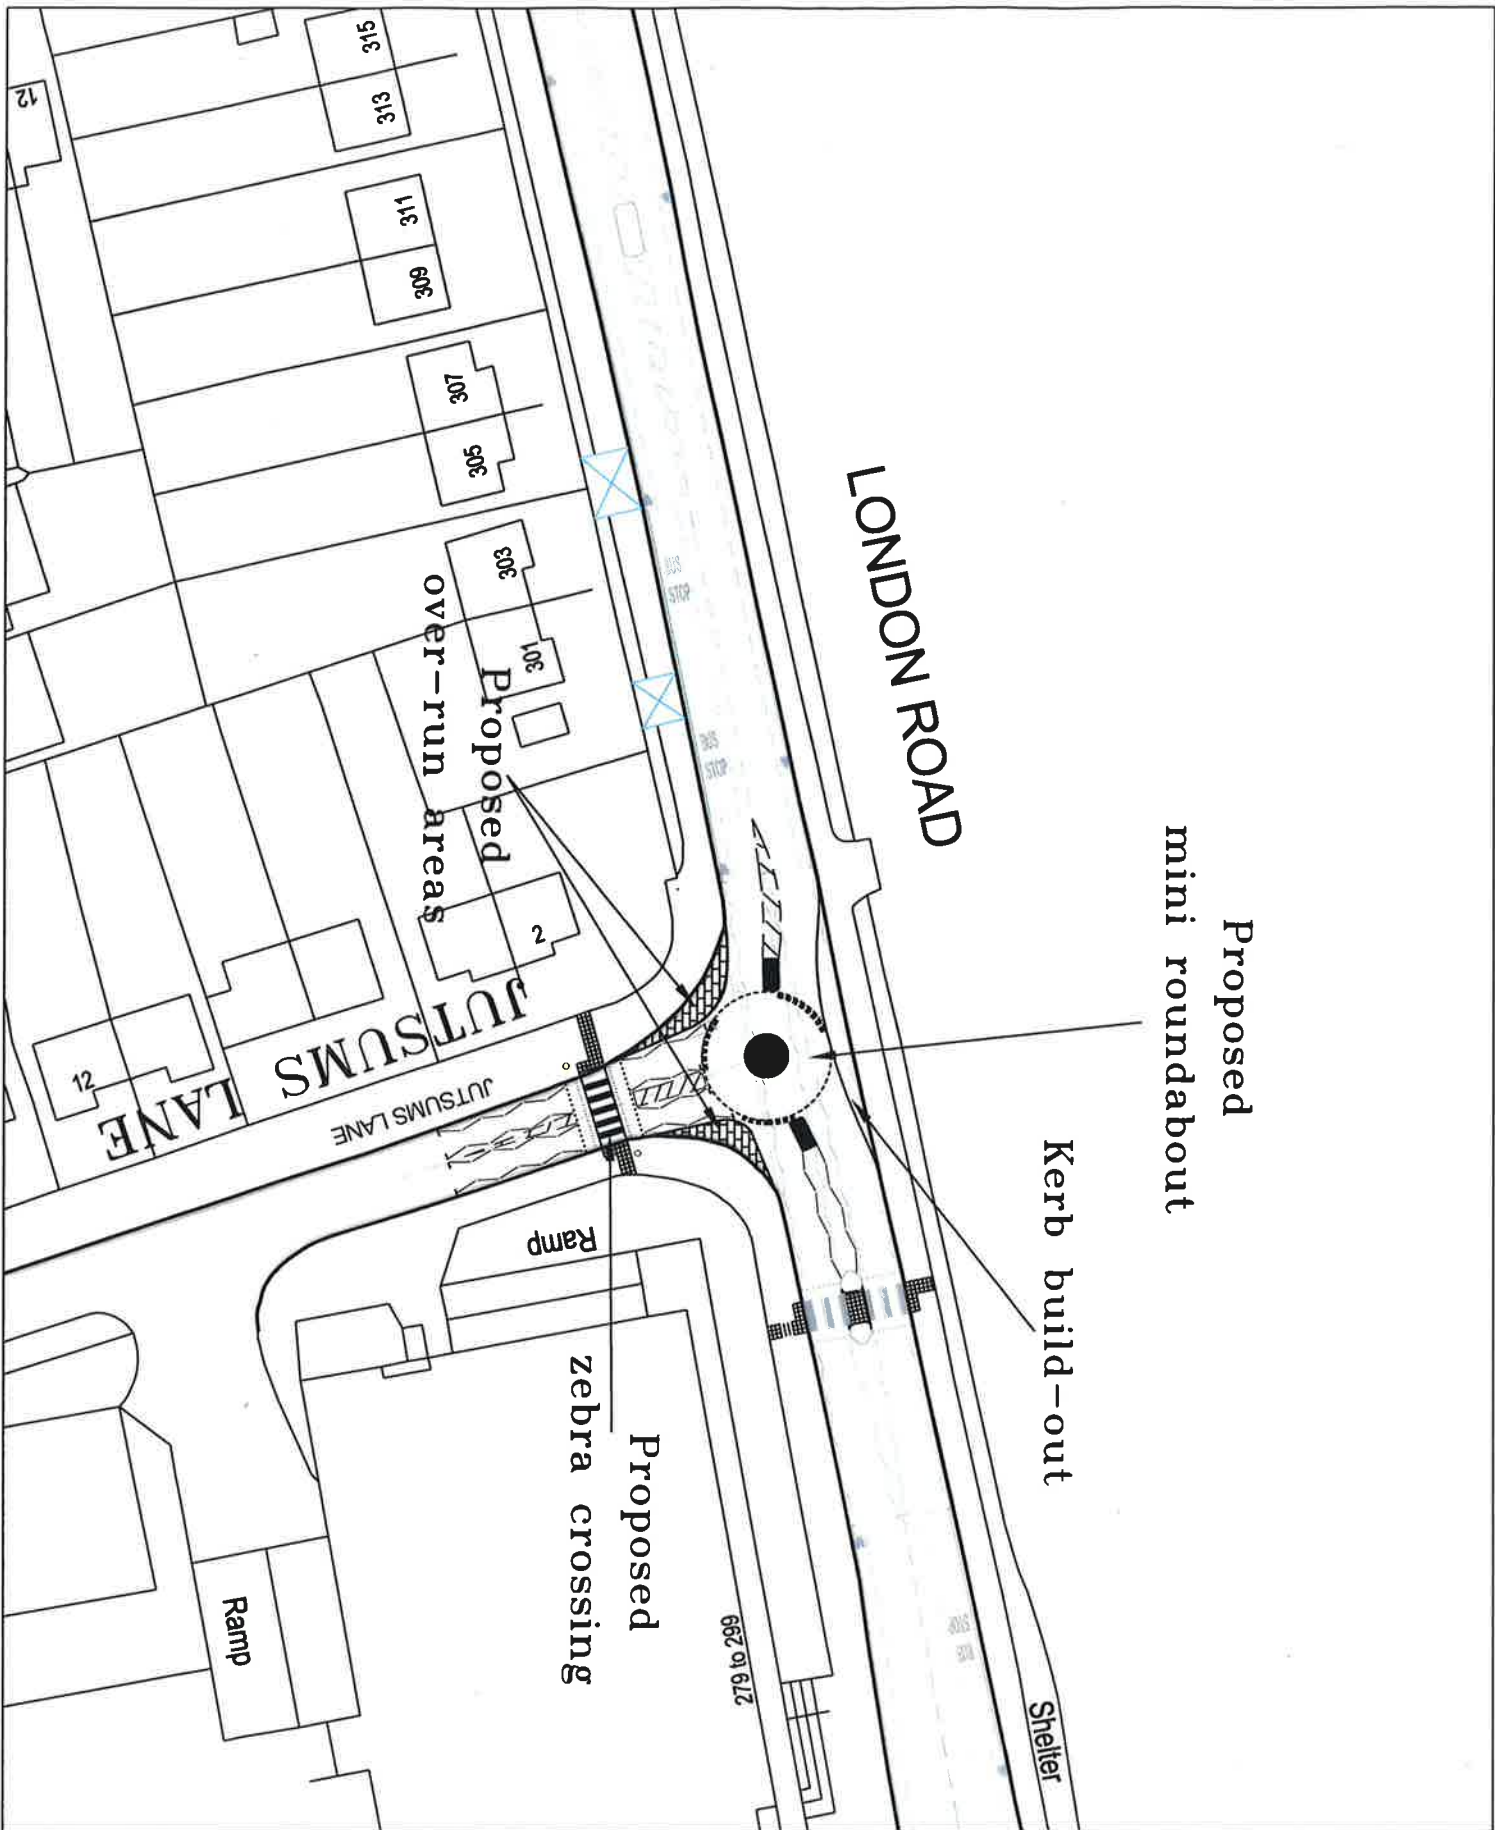 LONDON ROAD
Proposed
mini roundabout
Kerb build-out
Proposed
over-run areas
Proposed
zebra crossing
JUTSUMS
LANE
JUTSUMS LANE
315
313
311
309
307
305
303
301
2
12
12
Ramp
Ramp
279 to 299
Shelter
BUS
STOP
BUS
STOP
BUS
STOP